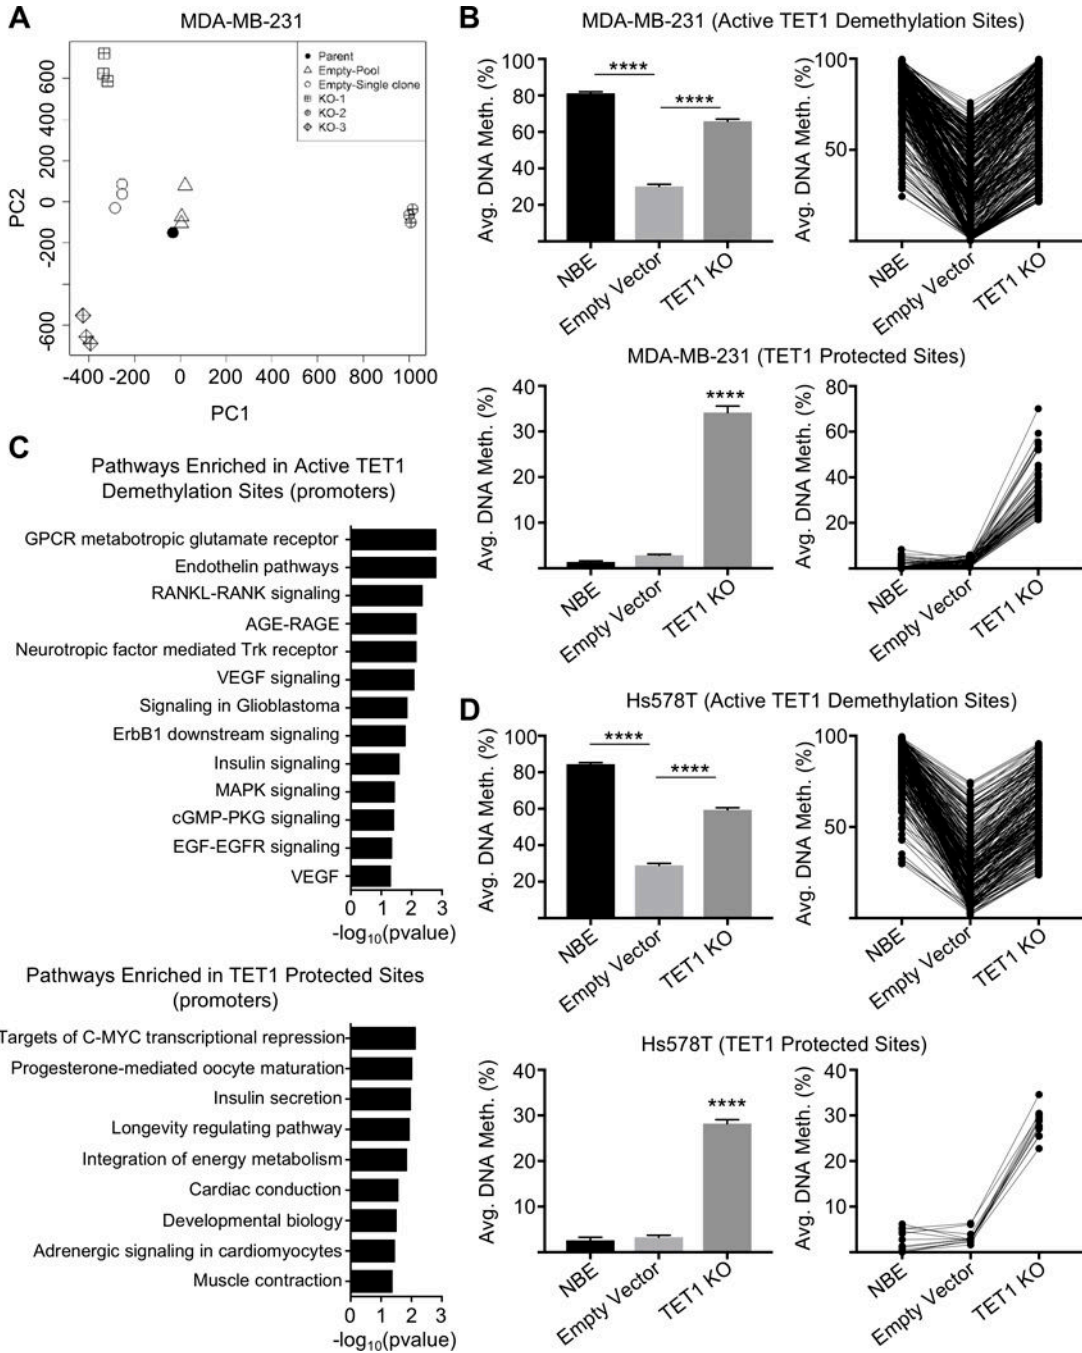 A
MDA-MB-231
PC2
600
400
200
0
-200
-600
Parent
Empty-Pool
Empty-Single clone
KO-1
KO-2
KO-3
-400 -200 0 200 400 600 800 1000
PC1
B
MDA-MB-231 (Active TET1 Demethylation Sites)
Avg. DNA Meth. (%)
100
80
60
40
20
****
****
NBE
Empty Vector
TET1 KO
Avg. DNA Meth. (%)
100
50
NBE
Empty Vector
TET1 KO
MDA-MB-231 (TET1 Protected Sites)
Avg. DNA Meth. (%)
40
30
20
10
****
NBE
Empty Vector
TET1 KO
Avg. DNA Meth. (%)
80
60
40
20
NBE
Empty Vector
TET1 KO
C
Pathways Enriched in Active TET1
Demethylation Sites (promoters)
GPCR metabotropic glutamate receptor
Endothelin pathways
RANKL-RANK signaling
AGE-RAGE
Neurotropic factor mediated Trk receptor
VEGF signaling
Signaling in Glioblastoma
ErbB1 downstream signaling
Insulin signaling
MAPK signaling
cGMP-PKG signaling
EGF-EGFR signaling
VEGF
0 1 2 3
-log10(pvalue)
Pathways Enriched in TET1 Protected Sites
(promoters)
Targets of C-MYC transcriptional repression
Progesterone-mediated oocyte maturation
Insulin secretion
Longevity regulating pathway
Integration of energy metabolism
Cardiac conduction
Developmental biology
Adrenergic signaling in cardiomyocytes
Muscle contraction
0 1 2 3
-log10(pvalue)
D
Hs578T (Active TET1 Demethylation Sites)
Avg. DNA Meth. (%)
100
80
60
40
20
****
****
NBE
Empty Vector
TET1 KO
Avg. DNA Meth. (%)
100
50
NBE
Empty Vector
TET1 KO
Hs578T (TET1 Protected Sites)
Avg. DNA Meth. (%)
40
30
20
10
****
NBE
Empty Vector
TET1 KO
Avg. DNA Meth. (%)
40
30
20
10
NBE
Empty Vector
TET1 KO